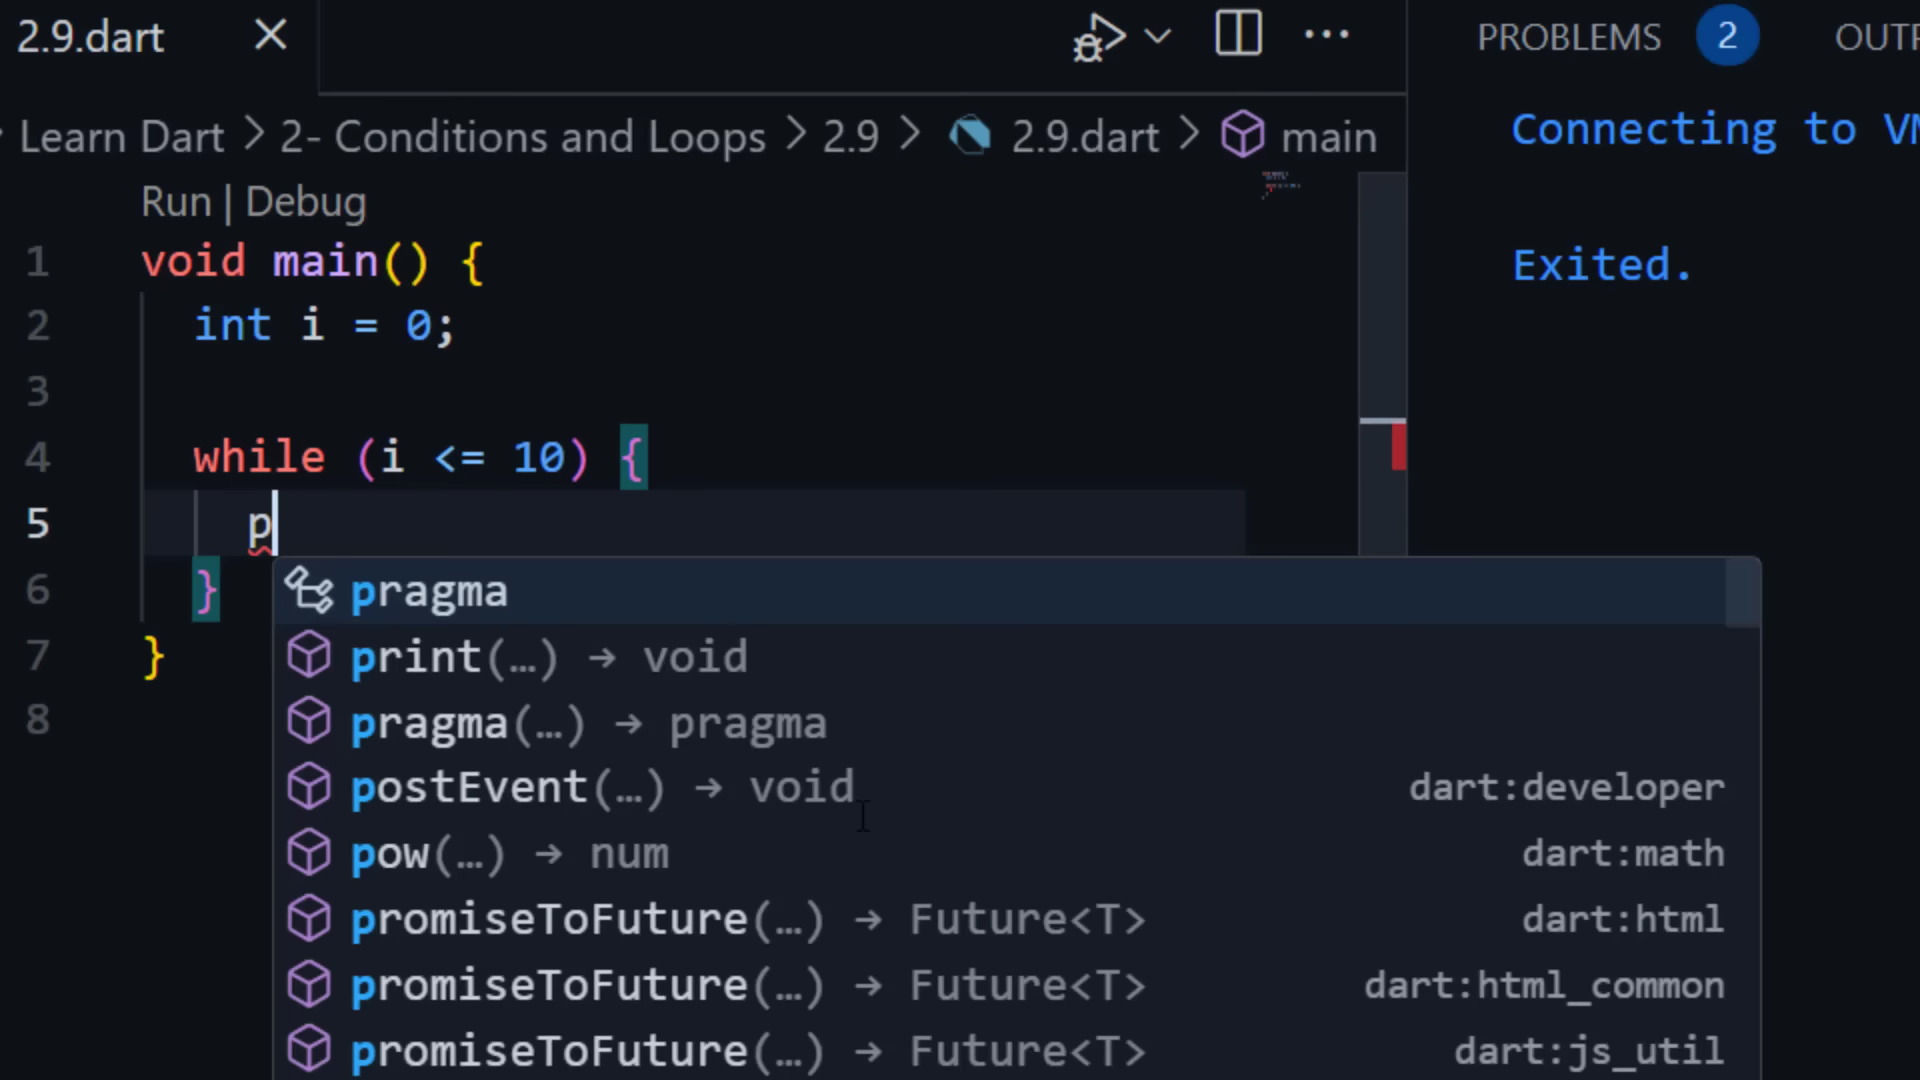 2.9.dart
PROBLEMS 2 OUTP
Learn Dart > 2- Conditions and Loops > 2.9 > 2.9.dart > main
Connecting to VM
Exited.
Run | Debug
1 void main() {
2 int i = 0;
3
4 while (i <= 10) {
5 p
6 }
7 }
8
pragma
print(…) → void
pragma(…) → pragma
postEvent(…) → void dart:developer
pow(…) → num dart:math
promiseToFuture(…) → Future<T> dart:html
promiseToFuture(…) → Future<T> dart:html_common
promiseToFuture(…) → Future<T> dart:js_util